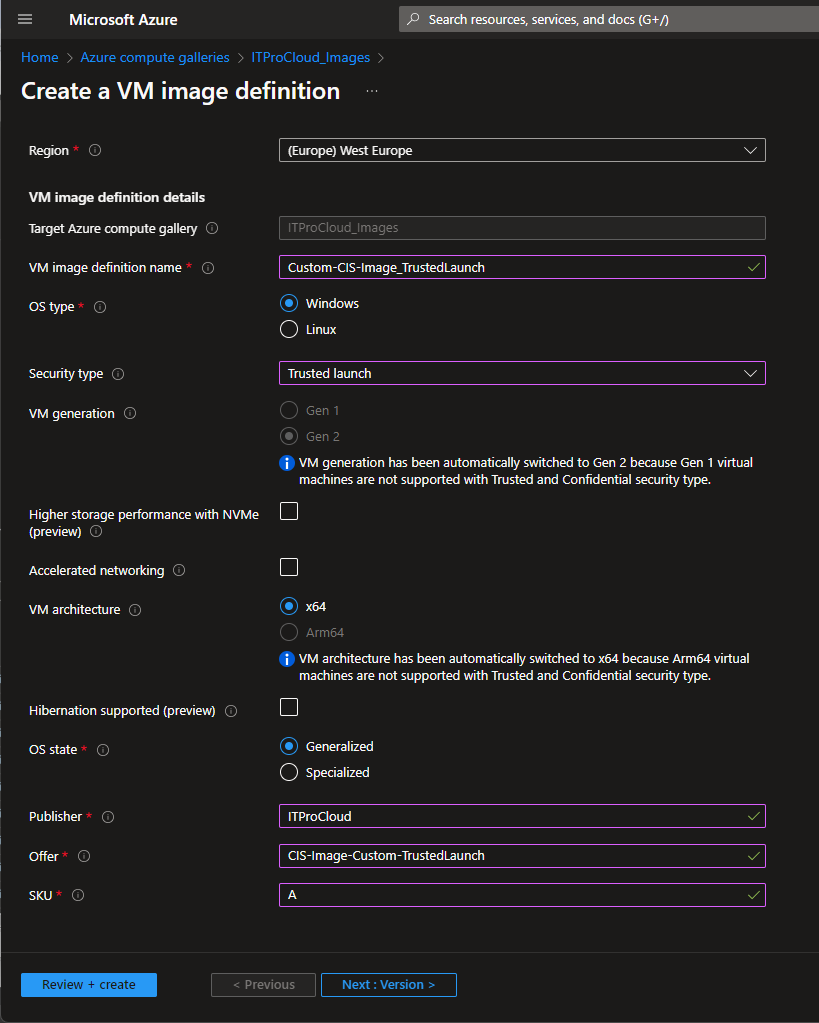 Microsoft Azure
Search resources, services, and docs (G+/)
Home > Azure compute galleries > ITProCloud_Images >
Create a VM image definition ...
Region *
(Europe) West Europe
VM image definition details
Target Azure compute gallery
ITProCloud_Images
VM image definition name *
Custom-CIS-Image_TrustedLaunch
OS type *
Windows
Linux
Security type
Trusted launch
VM generation
Gen 1
Gen 2
VM generation has been automatically switched to Gen 2 because Gen 1 virtual
machines are not supported with Trusted and Confidential security type.
Higher storage performance with NVMe
(preview)
Accelerated networking
VM architecture
x64
Arm64
VM architecture has been automatically switched to x64 because Arm64 virtual
machines are not supported with Trusted and Confidential security type.
Hibernation supported (preview)
OS state *
Generalized
Specialized
Publisher *
ITProCloud
Offer *
CIS-Image-Custom-TrustedLaunch
SKU *
A
Review + create
< Previous
Next : Version >